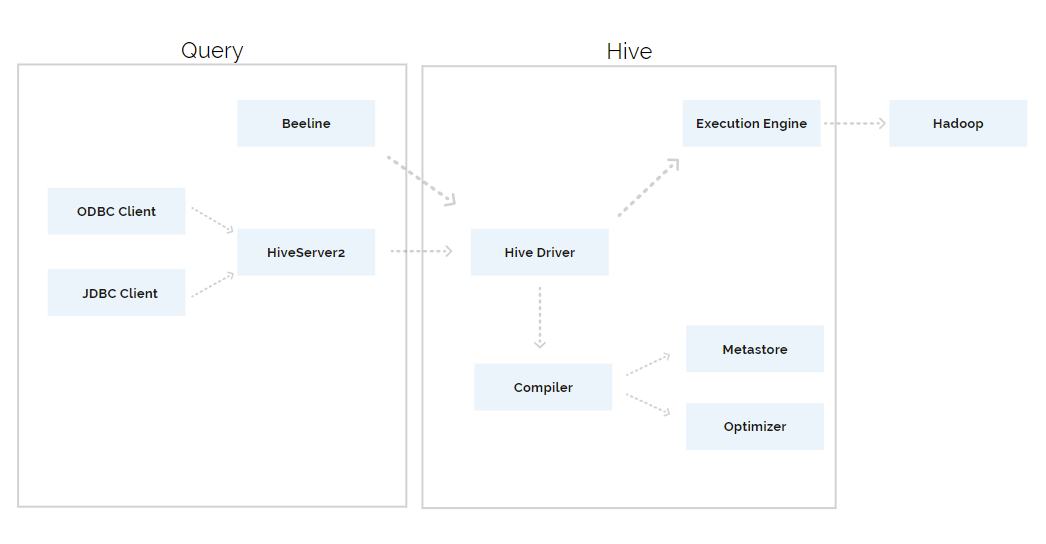 Query
Hive
Beeline
Execution Engine
Hadoop
ODBC Client
HiveServer2
Hive Driver
JDBC Client
Metastore
Compiler
Optimizer